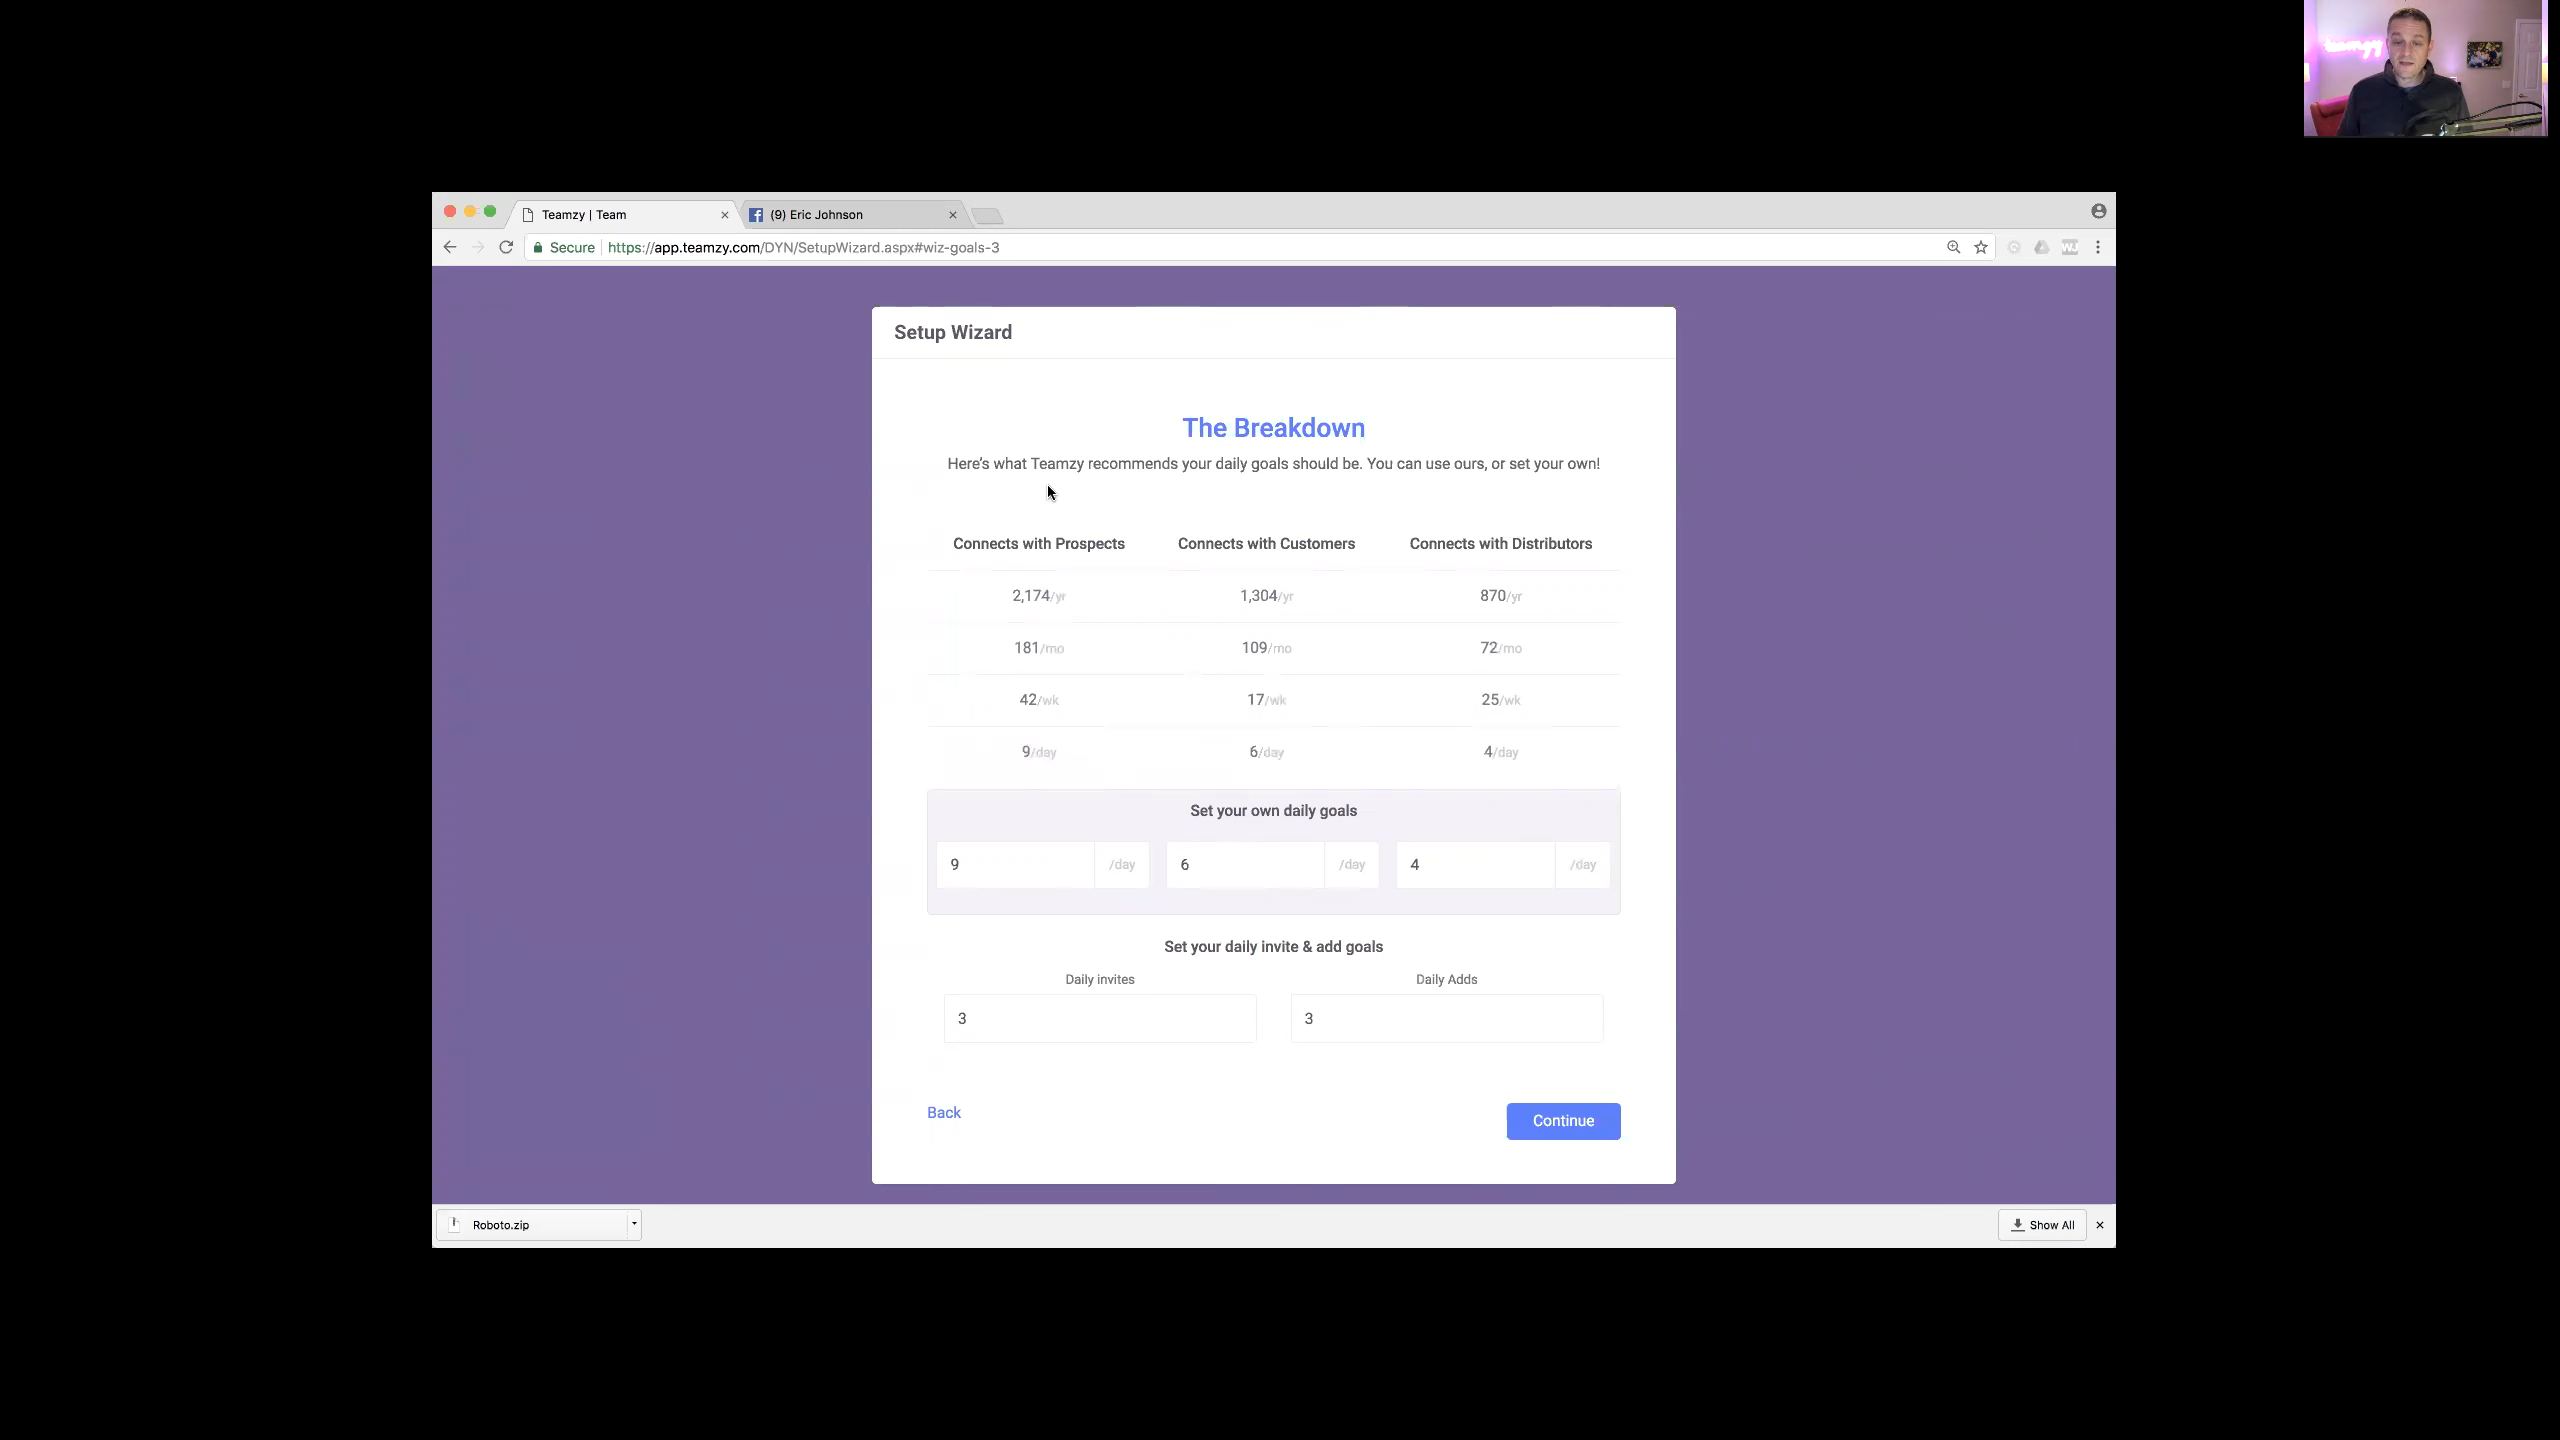 teamzy
Teamzy | Team
(9) Eric Johnson
Secure
https://app.teamzy.com/DYN/SetupWizard.aspx#wiz-goals-3
Setup Wizard
The Breakdown
Here's what Teamzy recommends your daily goals should be. You can use ours, or set your own!
Connects with Prospects Connects with Customers Connects with Distributors
2,174/yr 1,304/yr 870/yr
181/mo 109/mo 72/mo
42/wk 17/wk 25/wk
9/day 6/day 4/day
Set your own daily goals
9 /day 6 /day 4 /day
Set your daily invite & add goals
Daily invites Daily Adds
3 3
Back Continue
Roboto.zip Show All